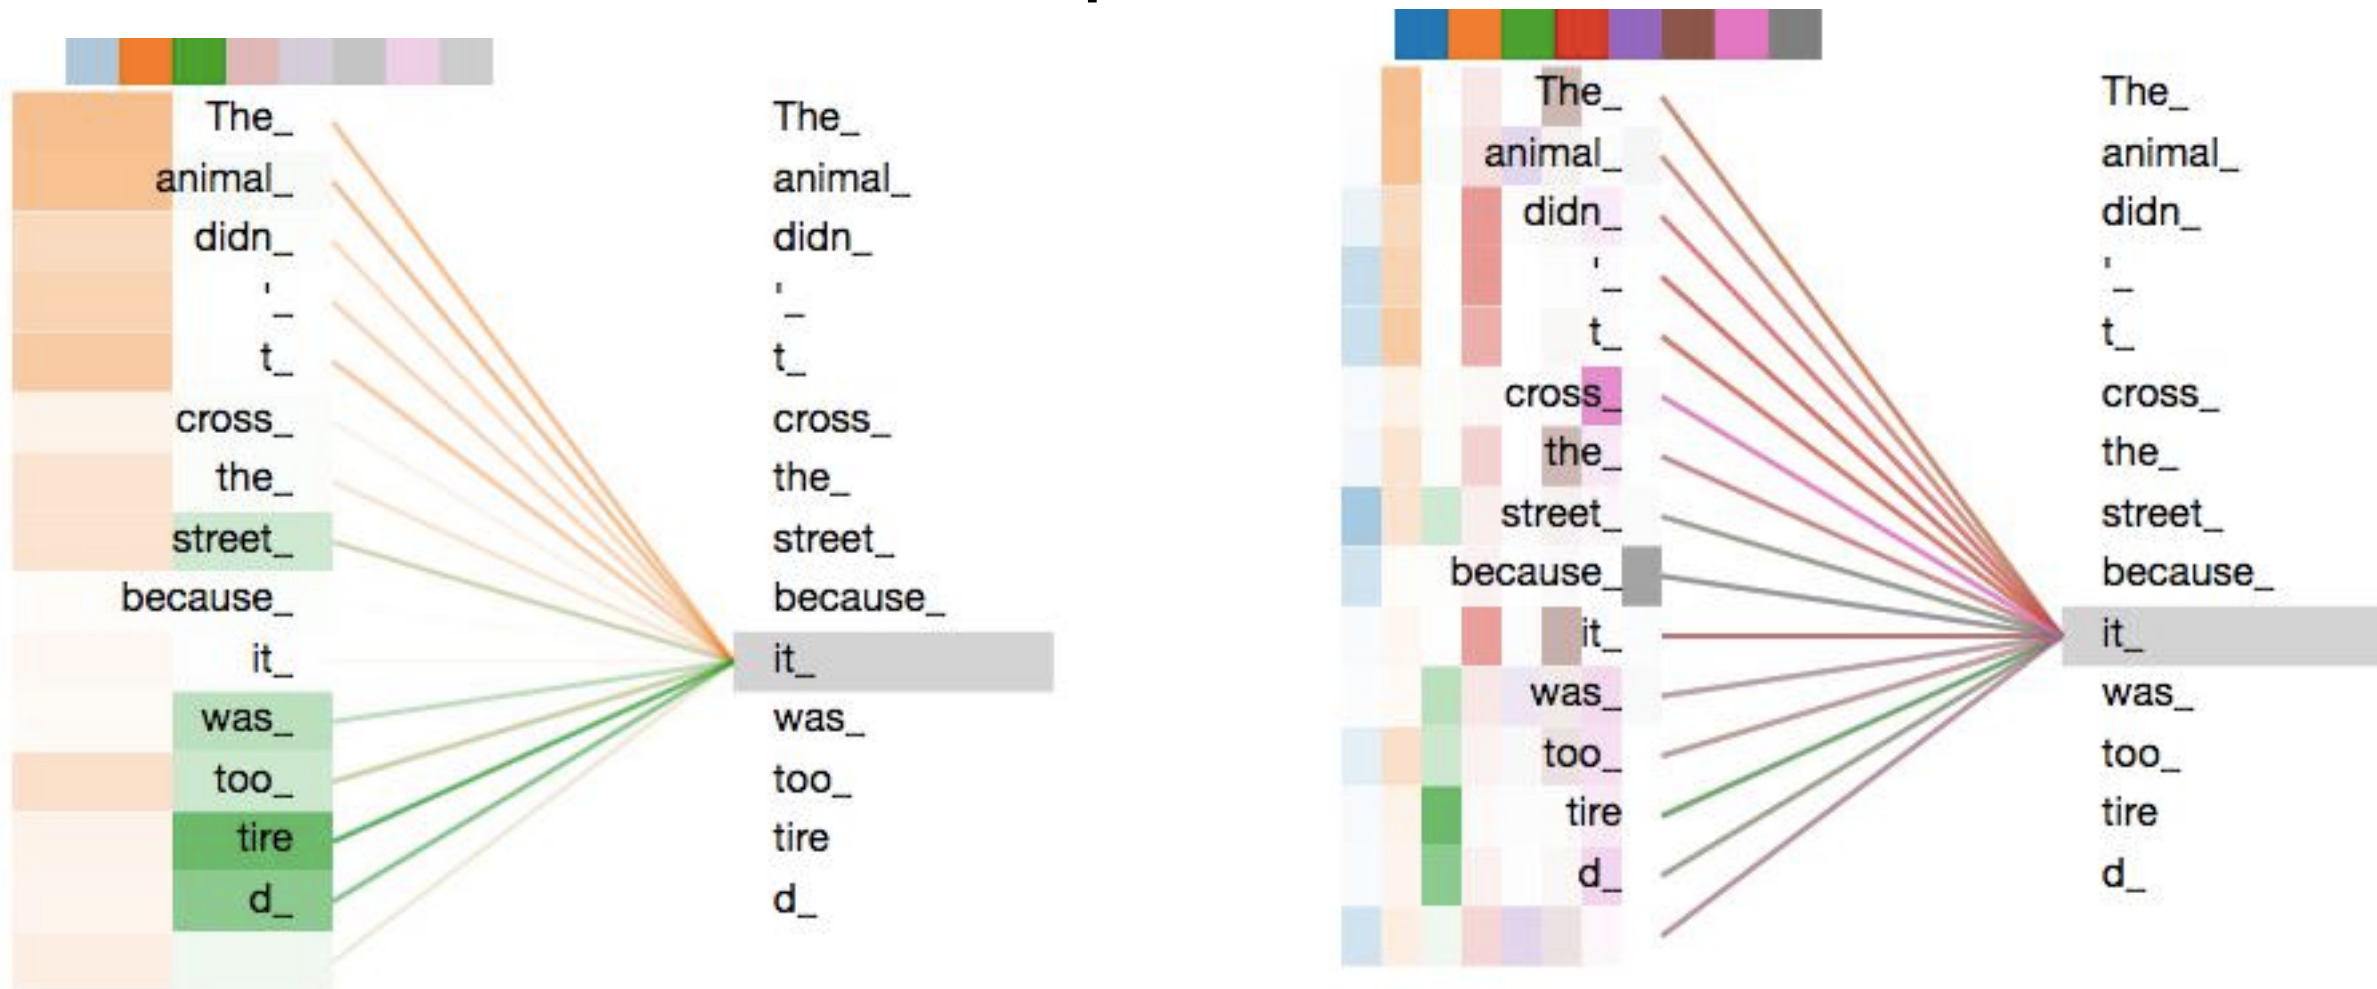 The_
animal_
didn_
'_
t_
cross_
the_
street_
because_
it_
was_
too_
tire
d_
The_
animal_
didn_
'_
t_
cross_
the_
street_
because_
it_
was_
too_
tire
d_
The_
animal_
didn_
'_
t_
cross_
the_
street_
because_
it_
was_
too_
tire
d_
The_
animal_
didn_
'_
t_
cross_
the_
street_
because_
it_
was_
too_
tire
d_